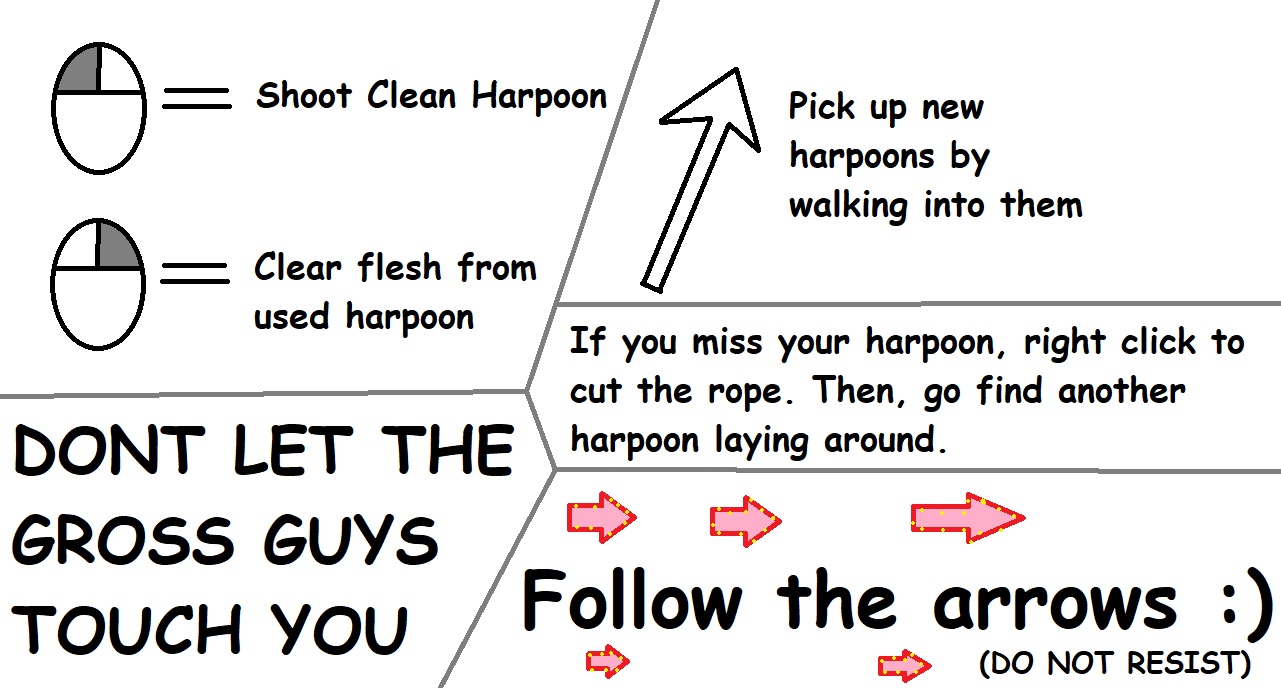 Shoot Clean Harpoon
Clear flesh from
used harpoon
Pick up new
harpoons by
walking into them
If you miss your harpoon, right click to
cut the rope. Then, go find another
harpoon laying around.
DONT LET THE
GROSS GUYS
TOUCH YOU
Follow the arrows :)
(DO NOT RESIST)